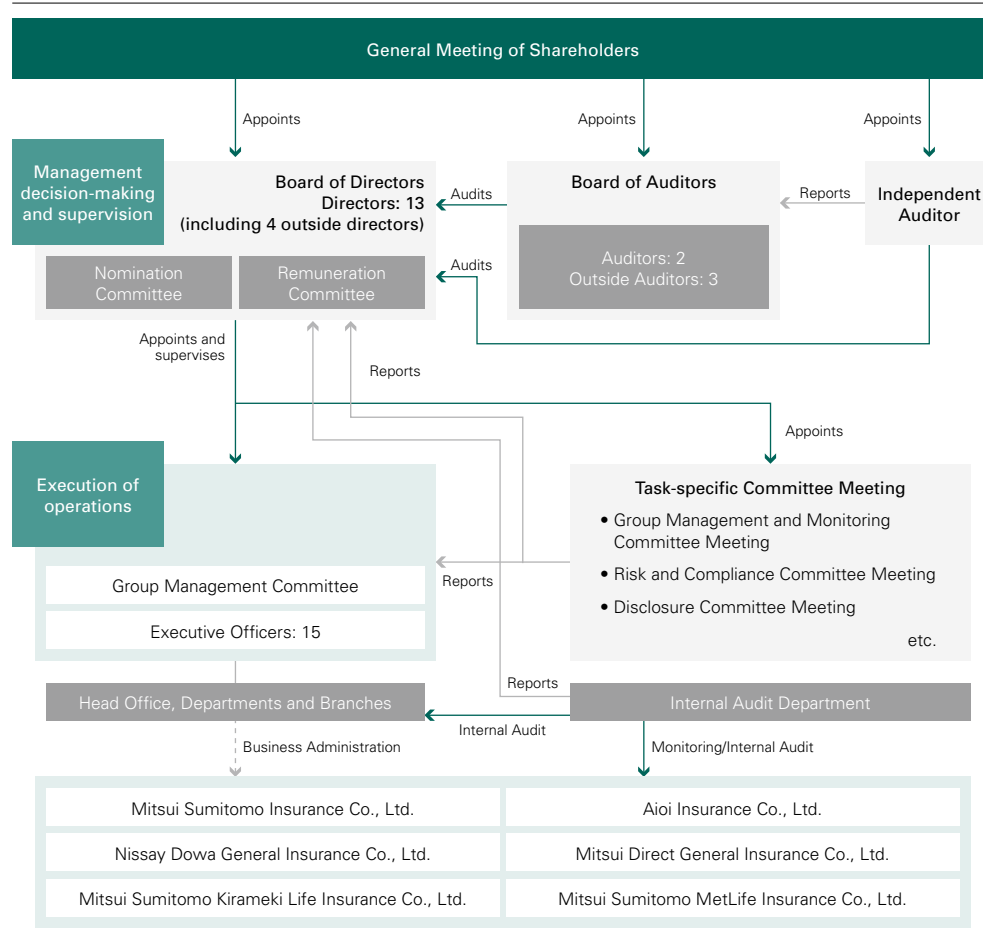 General Meeting of Shareholders
Appoints
Appoints
Appoints
Management
decision-making
and supervision
Board of Directors
Directors: 13
(including 4 outside directors)
Nomination
Committee
Remuneration
Committee
Audits
Audits
Board of Auditors
Auditors: 2
Outside Auditors: 3
Reports
Independent
Auditor
Appoints and
supervises
Reports
Appoints
Execution of
operations
Group Management Committee
Executive Officers: 15
Reports
Task-specific Committee Meeting
• Group Management and Monitoring
Committee Meeting
• Risk and Compliance Committee Meeting
• Disclosure Committee Meeting
etc.
Reports
Head Office, Departments and Branches
Internal Audit Department
Internal Audit
Business Administration
Monitoring/Internal Audit
Mitsui Sumitomo Insurance Co., Ltd.
Aioi Insurance Co., Ltd.
Nissay Dowa General Insurance Co., Ltd.
Mitsui Direct General Insurance Co., Ltd.
Mitsui Sumitomo Kirameki Life Insurance Co., Ltd.
Mitsui Sumitomo MetLife Insurance Co., Ltd.